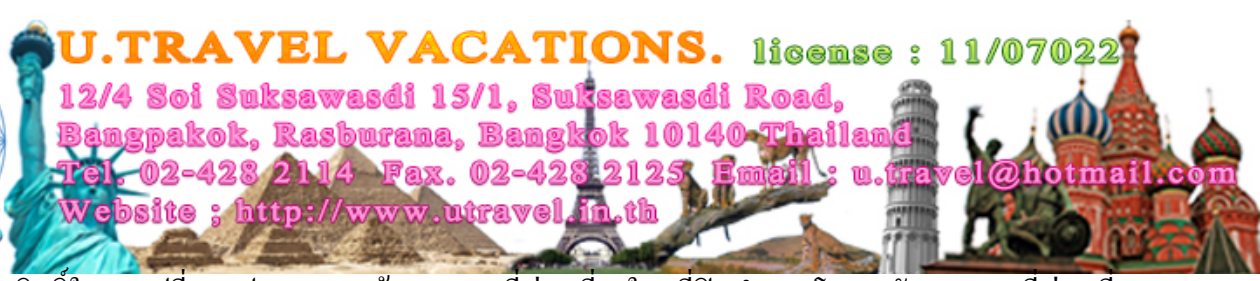 U.TRAVEL VACATIONS. license : 11/07022
12/4 Soi Suksawasdi 15/1, Suksawasdi Road,
Bangpakok, Rasburana, Bangkok 10140 Thailand
Tel. 02-428 2114 Fax. 02-428 2125 Email : u.travel@hotmail.com
Website ; http://www.utravel.in.th